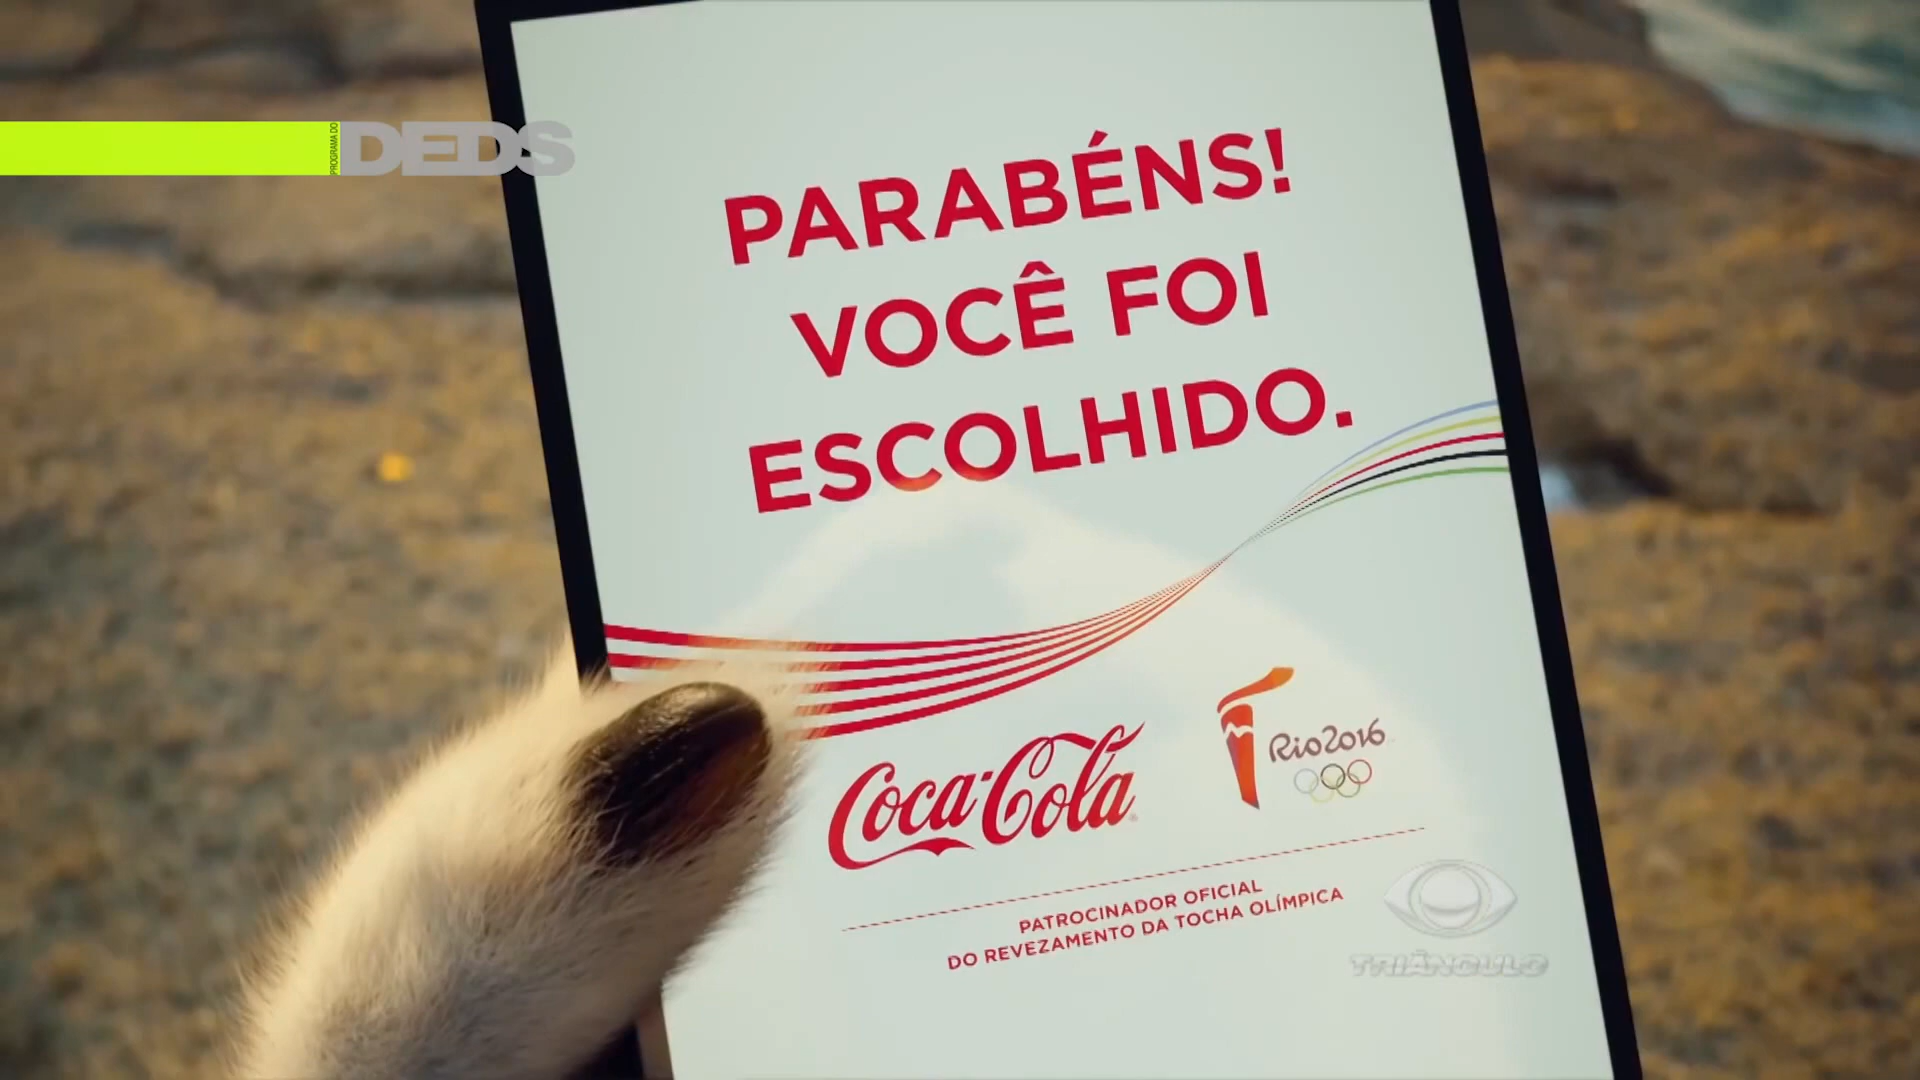 PROGRAMA DO
DEDS
PARABÉNS!
VOCÊ FOI
ESCOLHIDO.
Coca-Cola
Rio2016
PATROCINADOR OFICIAL
DO REVEZAMENTO DA TOCHA OLÍMPICA
TRIÂNGULO